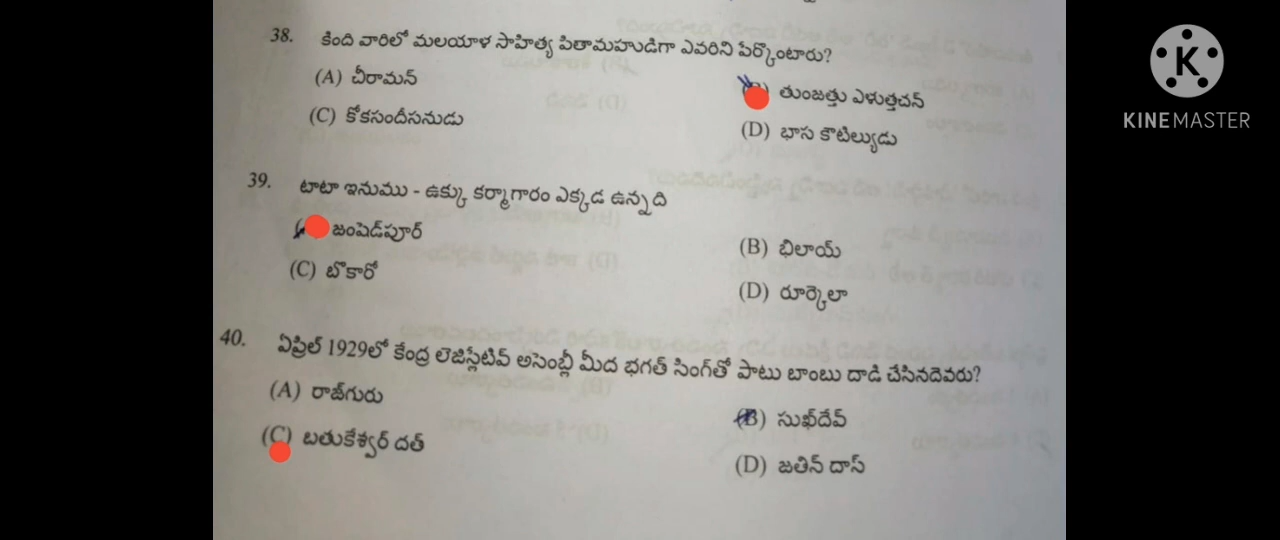 38. కింది వారిలో మలయాళ సాహిత్య పితామహుడిగా ఎవరిని పేర్కొంటారు?
(A) చీరామన్
తుంజత్తు ఎళుత్తచన్
(C) కోకసందీసనుడు
(D) భాస కౌటిల్యుడు
39. టాటా ఇనుము - ఉక్కు కర్మాగారం ఎక్కడ ఉన్నది
జంషెడ్‌పూర్
(B) భిలాయ్
(C) బొకారో
(D) రూర్కెలా
40. ఏప్రిల్ 1929లో కేంద్ర లెజిస్లేటివ్ అసెంబ్లీ మీద భగత్ సింగ్‌తో పాటు బాంబు దాడి చేసినదెవరు?
(A) రాజ్‌గురు
(B) సుఖ్‌దేవ్
(C) బతుకేశ్వర్ దత్
(D) జతిన్ దాస్
K
KINEMASTER